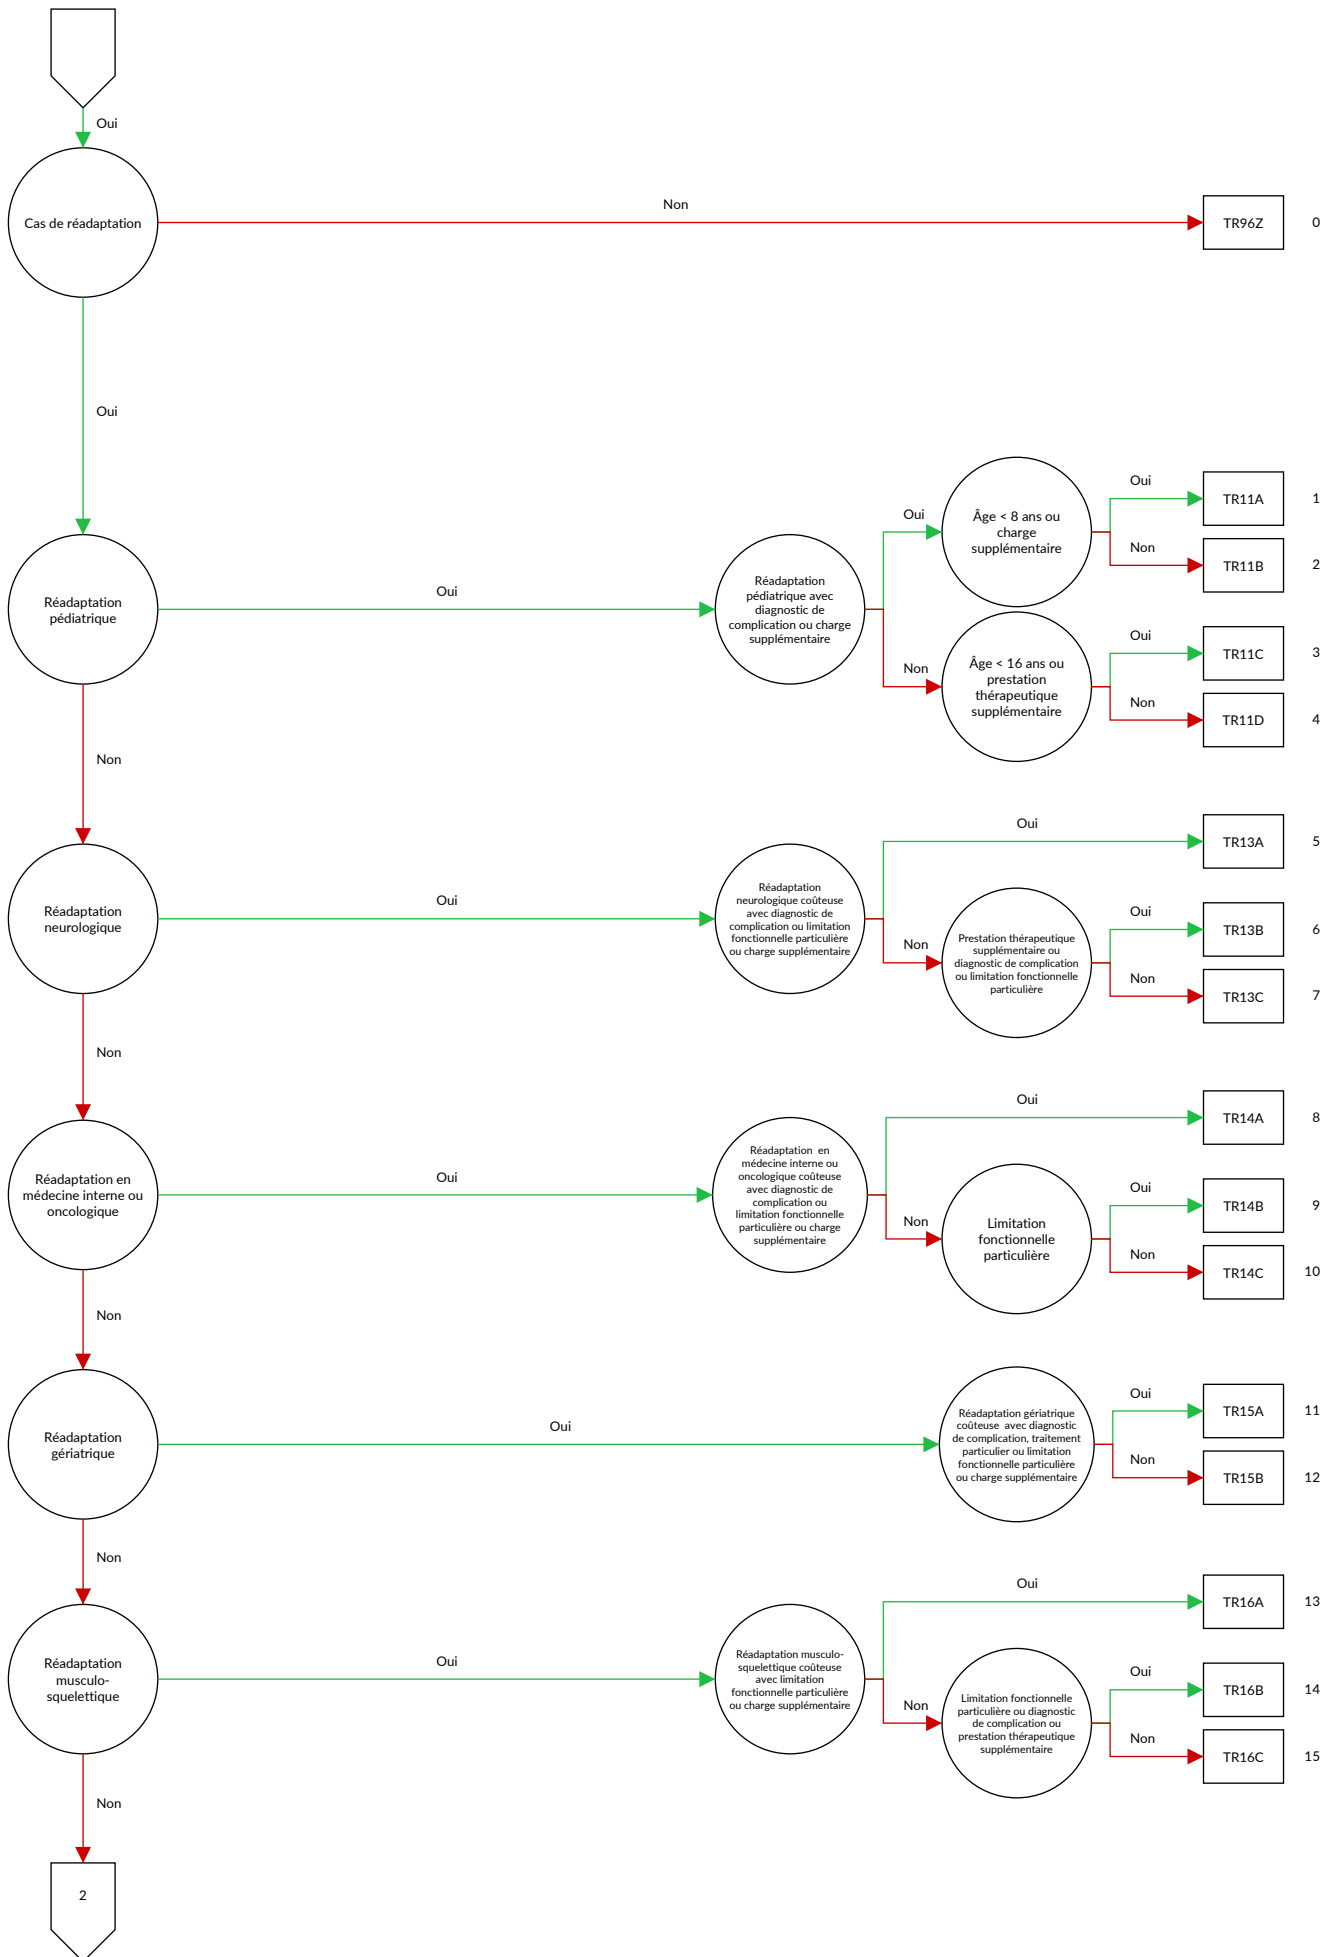 Oui
Cas de réadaptation
Non
TR96Z
0
Oui
Réadaptation
pédiatrique
Oui
Réadaptation
pédiatrique avec
diagnostic de
complication ou charge
supplémentaire
Oui
Âge < 8 ans ou
charge
supplémentaire
Oui
TR11A
1
Non
TR11B
2
Non
Âge < 16 ans ou
prestation
thérapeutique
supplémentaire
Oui
TR11C
3
Non
TR11D
4
Non
Réadaptation
neurologique
Oui
Réadaptation
neurologique coûteuse
avec diagnostic de
complication ou limitation
fonctionnelle particulière
ou charge supplémentaire
Oui
TR13A
5
Non
Prestation thérapeutique
supplémentaire ou
diagnostic de complication
ou limitation fonctionnelle
particulière
Oui
TR13B
6
Non
TR13C
7
Non
Réadaptation en
médecine interne ou
oncologique
Oui
Réadaptation en
médecine interne ou
oncologique coûteuse
avec diagnostic de
complication ou
limitation fonctionnelle
particulière ou charge
supplémentaire
Oui
TR14A
8
Non
Limitation
fonctionnelle
particulière
Oui
TR14B
9
Non
TR14C
10
Non
Réadaptation
gériatrique
Oui
Réadaptation gériatrique
coûteuse avec diagnostic
de complication, traitement
particulier ou limitation
fonctionnelle particulière
ou charge supplémentaire
Oui
TR15A
11
Non
TR15B
12
Non
Réadaptation
musculo-
squelettique
Oui
Réadaptation musculo-
squelettique coûteuse
avec limitation
fonctionnelle particulière
ou charge supplémentaire
Oui
TR16A
13
Non
Limitation fonctionnelle
particulière ou diagnostic
de complication ou
prestation thérapeutique
supplémentaire
Oui
TR16B
14
Non
TR16C
15
Non
2